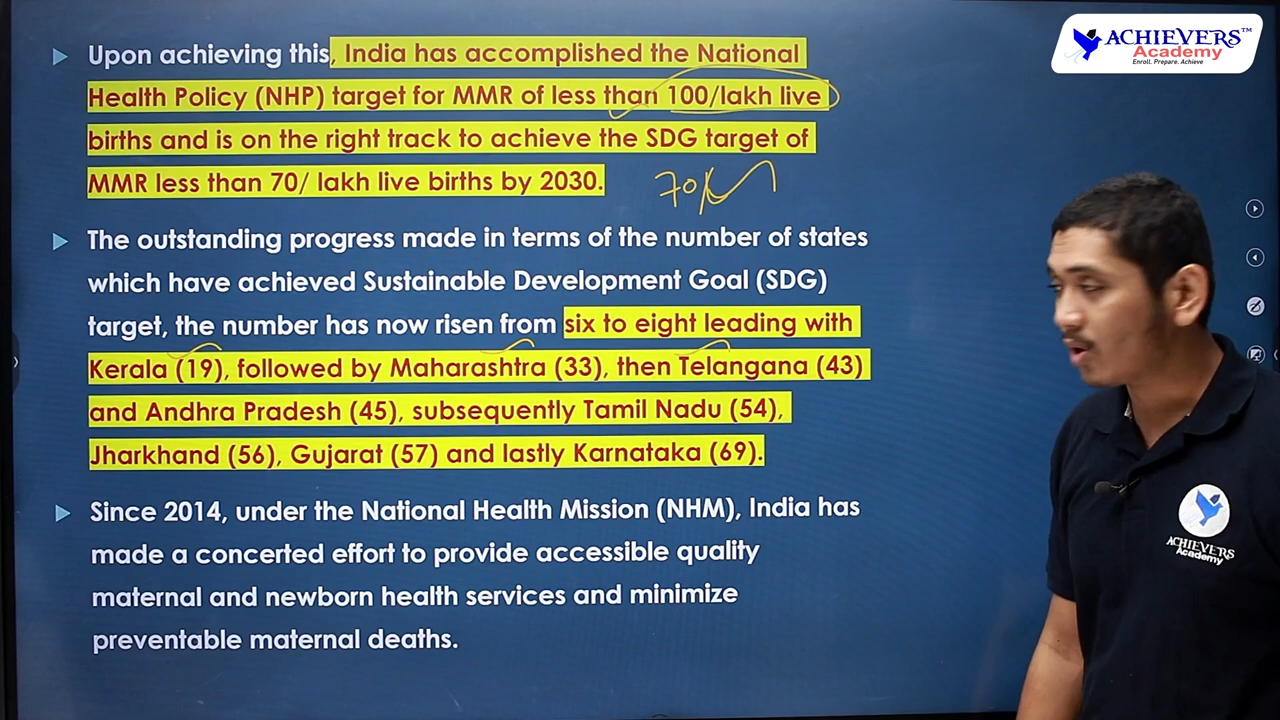 ACHIEVERS™
Academy
Enroll. Prepare. Achieve
Upon achieving this, India has accomplished the National
Health Policy (NHP) target for MMR of less than 100/lakh live
births and is on the right track to achieve the SDG target of
MMR less than 70/ lakh live births by 2030.
The outstanding progress made in terms of the number of states
which have achieved Sustainable Development Goal (SDG)
target, the number has now risen from six to eight leading with
Kerala (19), followed by Maharashtra (33), then Telangana (43)
and Andhra Pradesh (45), subsequently Tamil Nadu (54),
Jharkhand (56), Gujarat (57) and lastly Karnataka (69).
Since 2014, under the National Health Mission (NHM), India has
made a concerted effort to provide accessible quality
maternal and newborn health services and minimize
preventable maternal deaths.
ACHIEVERS
Academy